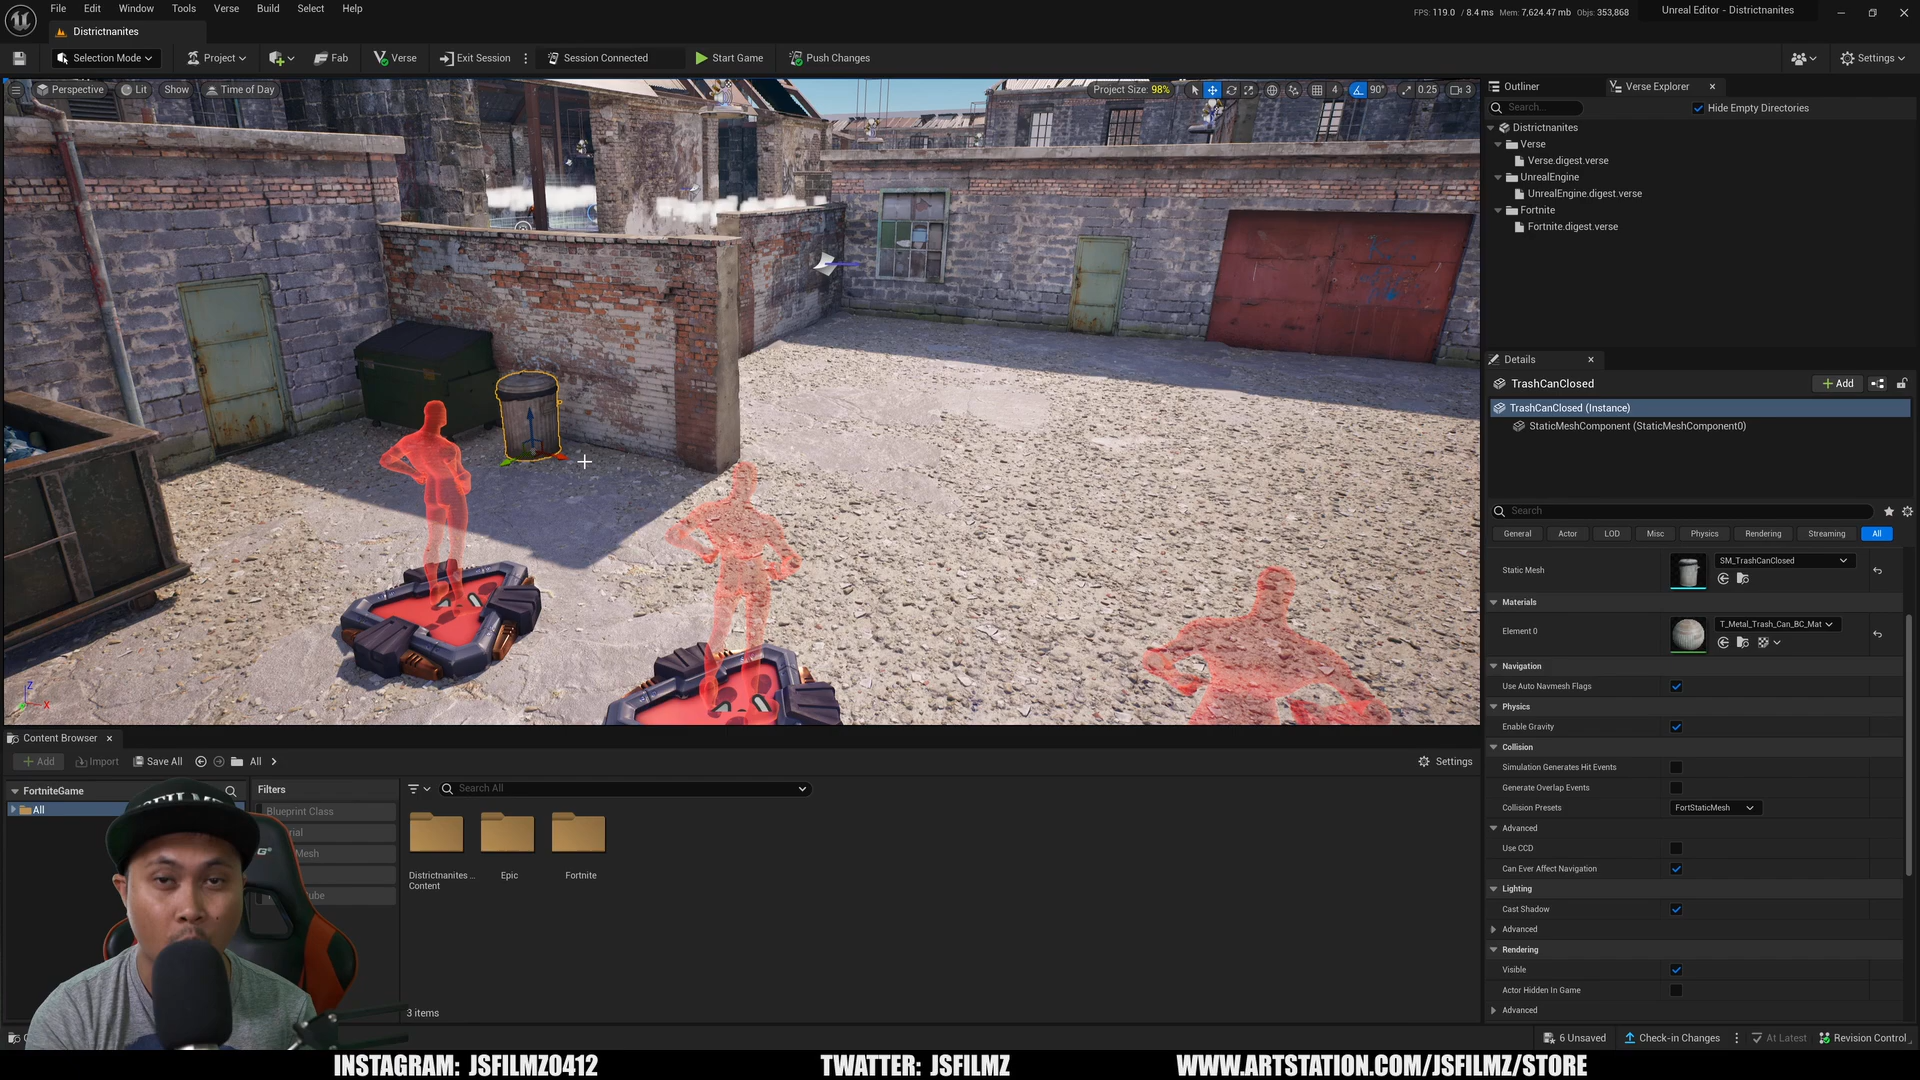 File Edit Window Tools Verse Build Select Help
FPS: 119.0 / 8.4 ms Mem: 7,624.47 mb Objs: 353,868
Unreal Editor - Districtnanites
Districtnanites
Selection Mode
Project
Fab
Verse
Exit Session
Session Connected
Start Game
Push Changes
Settings
Perspective
Lit
Show
Time of Day
Project Size: 98%
4
90°
0.25
3
Outliner
Verse Explorer
Search...
Hide Empty Directories
Districtnanites
Verse
Verse.digest.verse
UnrealEngine
UnrealEngine.digest.verse
Fortnite
Fortnite.digest.verse
Details
TrashCanClosed
Add
TrashCanClosed (Instance)
StaticMeshComponent (StaticMeshComponent0)
Search
General Actor LOD Misc Physics Rendering Streaming All
Static Mesh
SM_TrashCanClosed
Materials
Element 0
T_Metal_Trash_Can_BC_Mat
Navigation
Use Auto Navmesh Flags
Physics
Enable Gravity
Collision
Simulation Generates Hit Events
Generate Overlap Events
Collision Presets
FortStaticMesh
Advanced
Use CCD
Can Ever Affect Navigation
Lighting
Cast Shadow
Advanced
Rendering
Visible
Actor Hidden In Game
Advanced
Z
X
Content Browser
Add
Import
Save All
All
Settings
FortniteGame
All
Filters
Blueprint Class
Mesh
Search All
Districtnanites ...
Content
Epic
Fortnite
3 items
6 Unsaved
Check-in Changes
At Latest
Revision Control
INSTAGRAM: JSFILMZ0412
TWATTER: JSFILMZ
WWW.ARTSTATION.COM/JSFILMZ/STORE